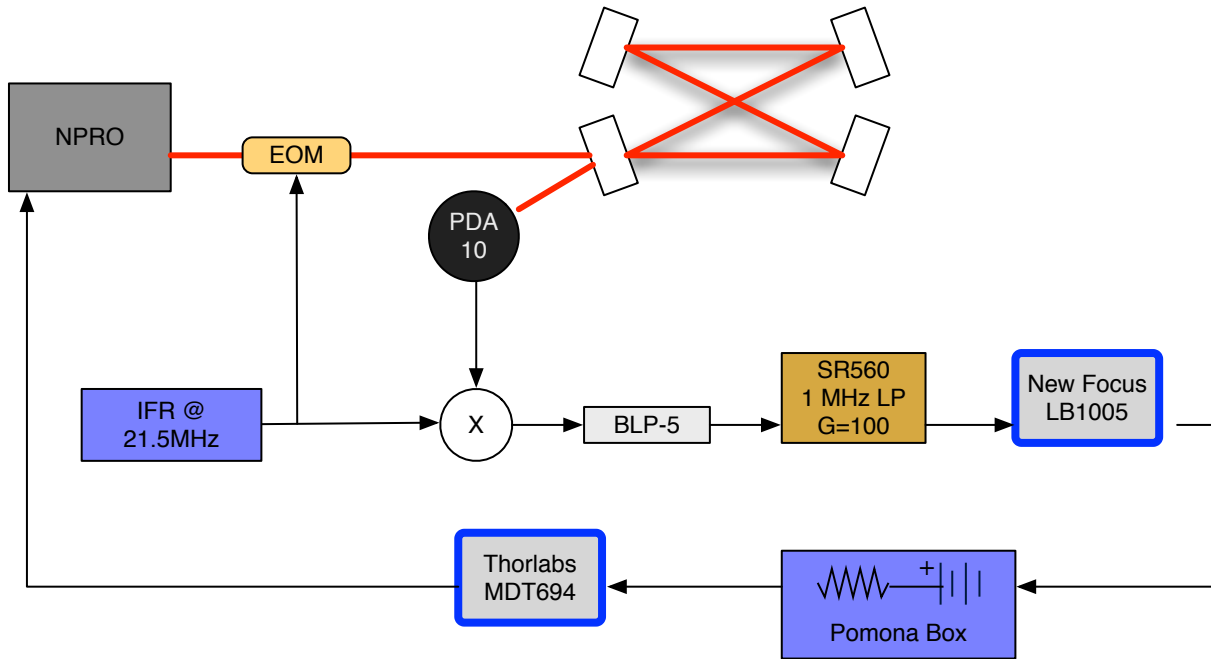 NPRO
EOM
PDA
10
IFR @
21.5MHz
X
BLP-5
SR560
1 MHz LP
G=100
New Focus
LB1005
Thorlabs
MDT694
+
Pomona Box